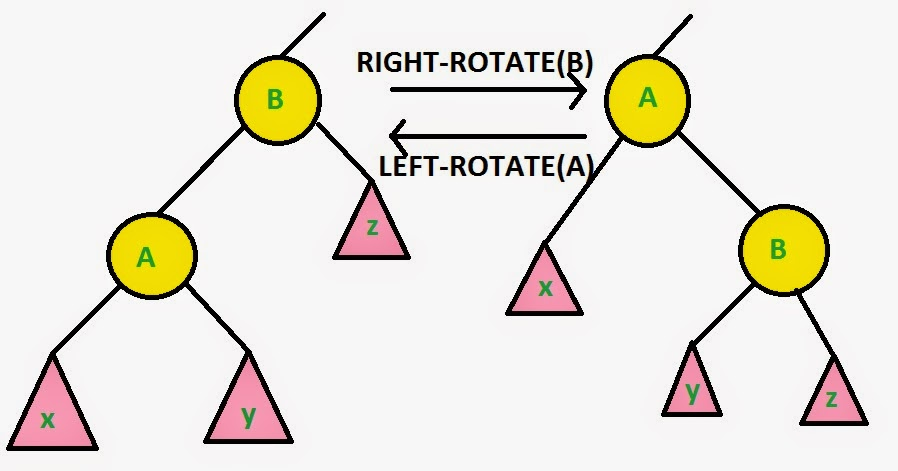 B
RIGHT-ROTATE(B)
A
LEFT-ROTATE(A)
z
A
B
x
y
z
x
y